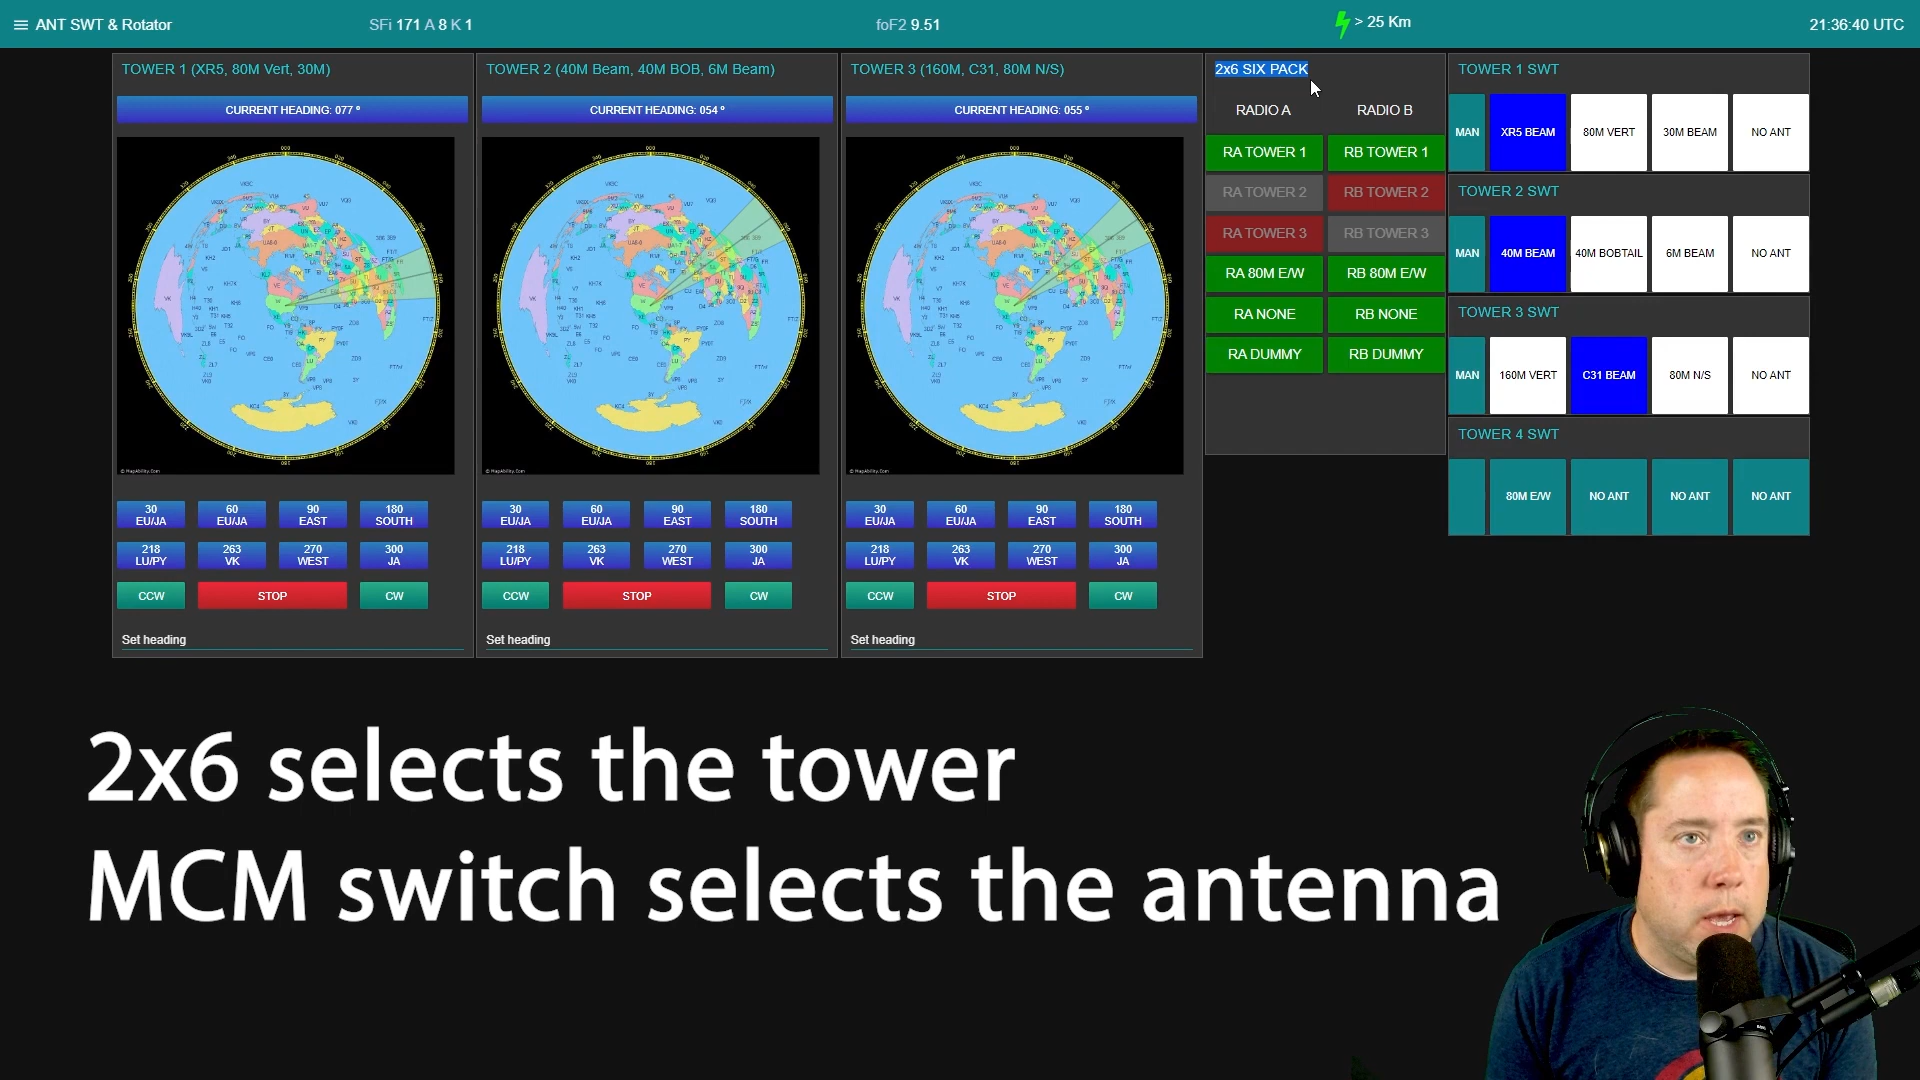 ANT SWT & Rotator
SFi 171 A 8 K 1
foF2 9.51
> 25 Km
21:36:40 UTC
TOWER 1 (XR5, 80M Vert, 30M)
CURRENT HEADING: 077 º
© MapAbility.Com
30 EU/JA
60 EU/JA
90 EAST
180 SOUTH
218 LU/PY
263 VK
270 WEST
300 JA
CCW
STOP
CW
Set heading
TOWER 2 (40M Beam, 40M BOB, 6M Beam)
CURRENT HEADING: 054 º
© MapAbility.Com
30 EU/JA
60 EU/JA
90 EAST
180 SOUTH
218 LU/PY
263 VK
270 WEST
300 JA
CCW
STOP
CW
Set heading
TOWER 3 (160M, C31, 80M N/S)
CURRENT HEADING: 055 º
© MapAbility.Com
30 EU/JA
60 EU/JA
90 EAST
180 SOUTH
218 LU/PY
263 VK
270 WEST
300 JA
CCW
STOP
CW
Set heading
2x6 SIX PACK
RADIO A
RADIO B
RA TOWER 1
RB TOWER 1
RA TOWER 2
RB TOWER 2
RA TOWER 3
RB TOWER 3
RA 80M E/W
RB 80M E/W
RA NONE
RB NONE
RA DUMMY
RB DUMMY
TOWER 1 SWT
MAN
XR5 BEAM
80M VERT
30M BEAM
NO ANT
TOWER 2 SWT
MAN
40M BEAM
40M BOBTAIL
6M BEAM
NO ANT
TOWER 3 SWT
MAN
160M VERT
C31 BEAM
80M N/S
NO ANT
TOWER 4 SWT
80M E/W
NO ANT
NO ANT
NO ANT
2x6 selects the tower
MCM switch selects the antenna